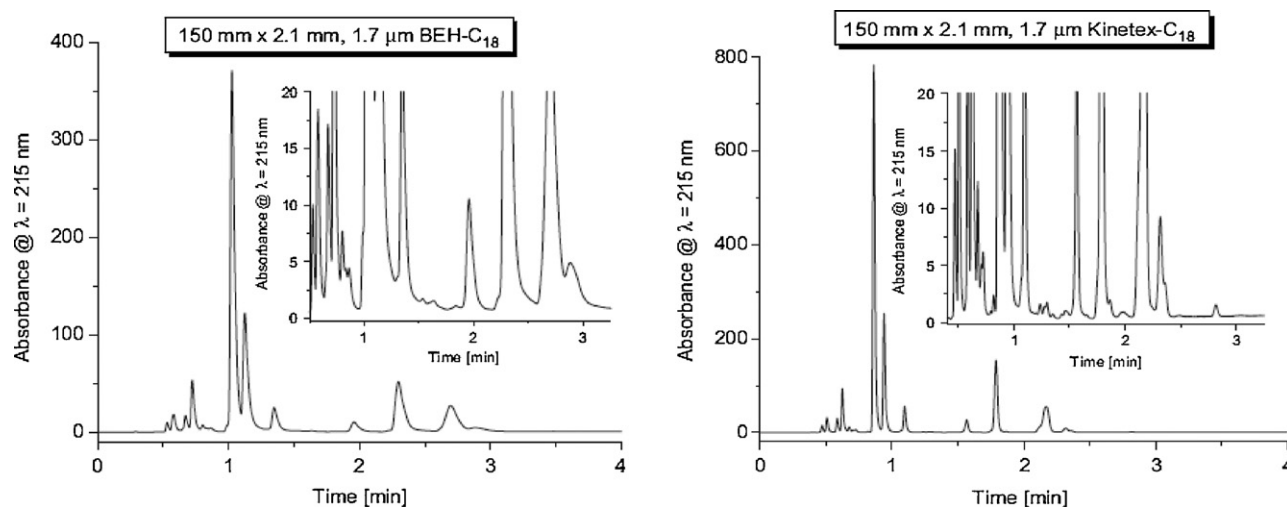 150 mm x 2.1 mm, 1.7 μm BEH-C18
400
300
200
100
0
Absorbance @ λ = 215 nm
0 1 2 3 4
Time [min]
20
15
10
5
0
Absorbance @ λ = 215 nm
1 2 3
Time [min]
150 mm x 2.1 mm, 1.7 μm Kinetex-C18
800
600
400
200
0
Absorbance @ λ = 215 nm
0 1 2 3 4
Time [min]
20
15
10
5
0
Absorbance @ λ = 215 nm
1 2 3
Time [min]